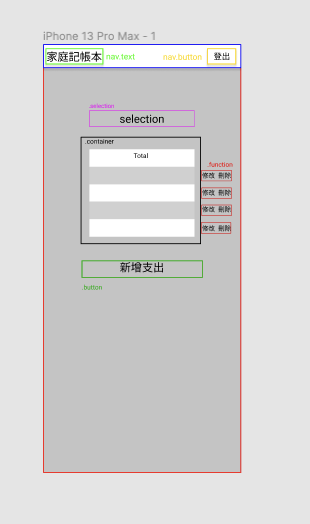 iPhone 13 Pro Max - 1
家庭記帳本 nav.text nav.button 登出
.selection
selection
.container
Total
.function
修改 刪除
修改 刪除
修改 刪除
修改 刪除
新增支出
.button